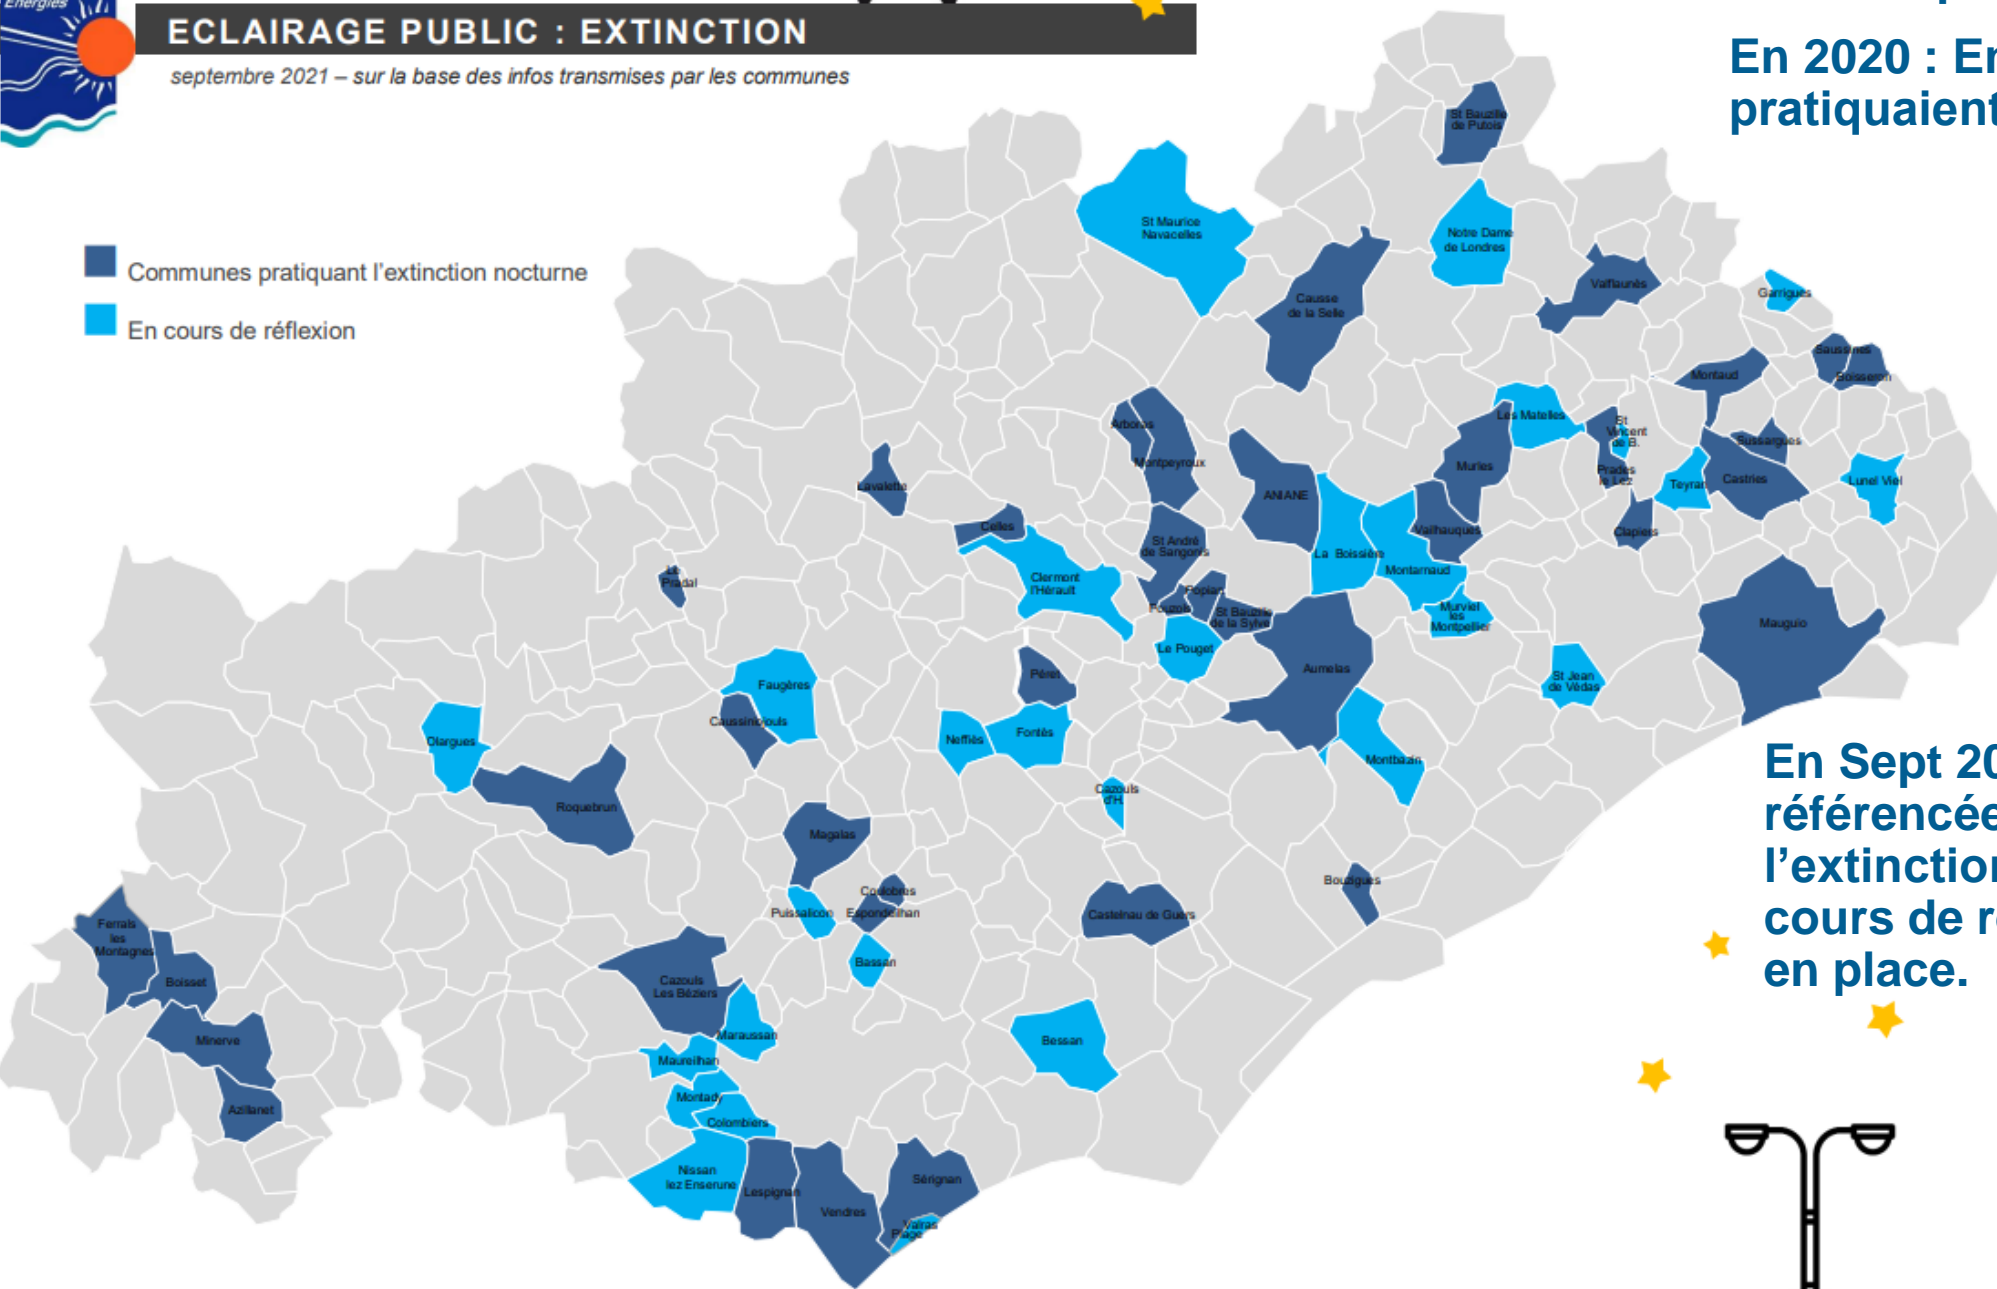 Energies
ECLAIRAGE PUBLIC : EXTINCTION
septembre 2021 – sur la base des infos transmises par les communes
En 2020 : En
pratiquaient
Communes pratiquant l'extinction nocturne
En cours de réflexion
St Bauzille
de Putois
St Maurice
Navacelles
Notre Dame
de Londres
Causse
de la Selle
Valflaunès
Garrigues
Saussines
Boisseron
Montaud
Arboras
Montpeyroux
Les Matelles
St
Vincent
de B.
Prades
le Lez
Sussargues
Castries
Teyran
Lunel Viel
Murles
Lavalette
ANIANE
Celles
St André
de Sangonis
Vailhauques
Clapiers
La Boissière
Montarnaud
Clermont
l'Hérault
Le
Pradal
Popian
Pouzols
St Bauzille
de la Sylve
Murviel
les
Montpellier
Mauguio
Le Pouget
Aumelas
Péret
St Jean
de Védas
Faugères
Caussiniojouls
Olargues
Neffiès
Fontès
Montbazin
Cazouls
d'H.
Roquebrun
Magalas
En Sept 20
référencée
l'extinction
cours de r
en place.
Coulobres
Espondeilhan
Puissalicon
Bouzigues
Castelnau de Guers
Ferrals
les
Montagnes
Boisset
Bassan
Cazouls
Les Béziers
Minerve
Maraussan
Bessan
Maureilhan
Azillanet
Montady
Colombiers
Nissan
lez Enserune
Lespignan
Vendres
Sérignan
Valras
Plage